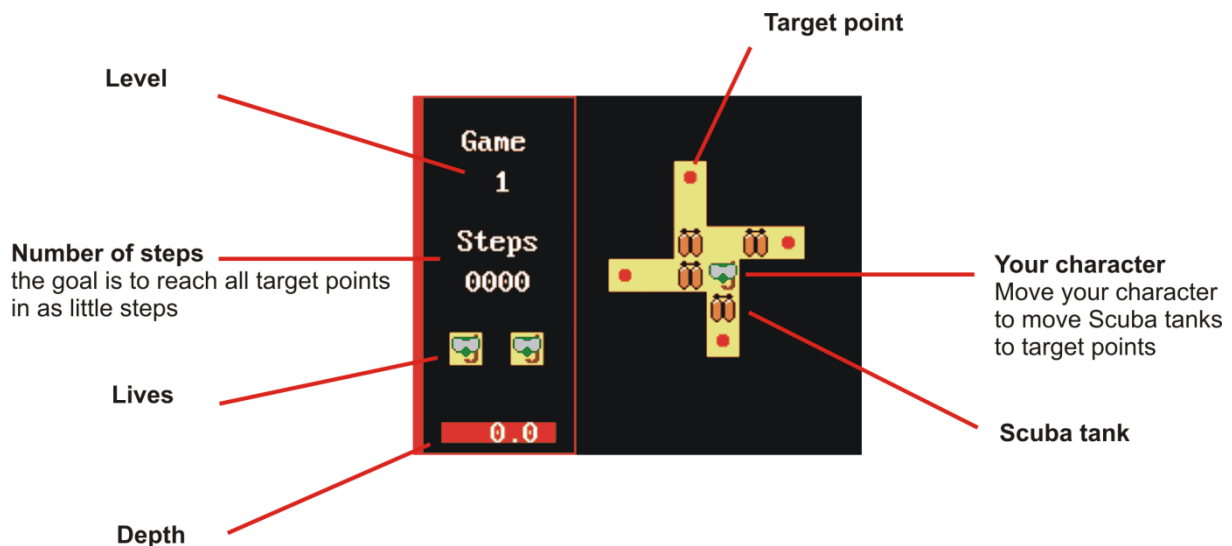 Target point
Level
Game
1
Number of steps
the goal is to reach all target points
in as little steps
Steps
0000
Your character
Move your character
to move Scuba tanks
to target points
Lives
Scuba tank
0.0
Depth